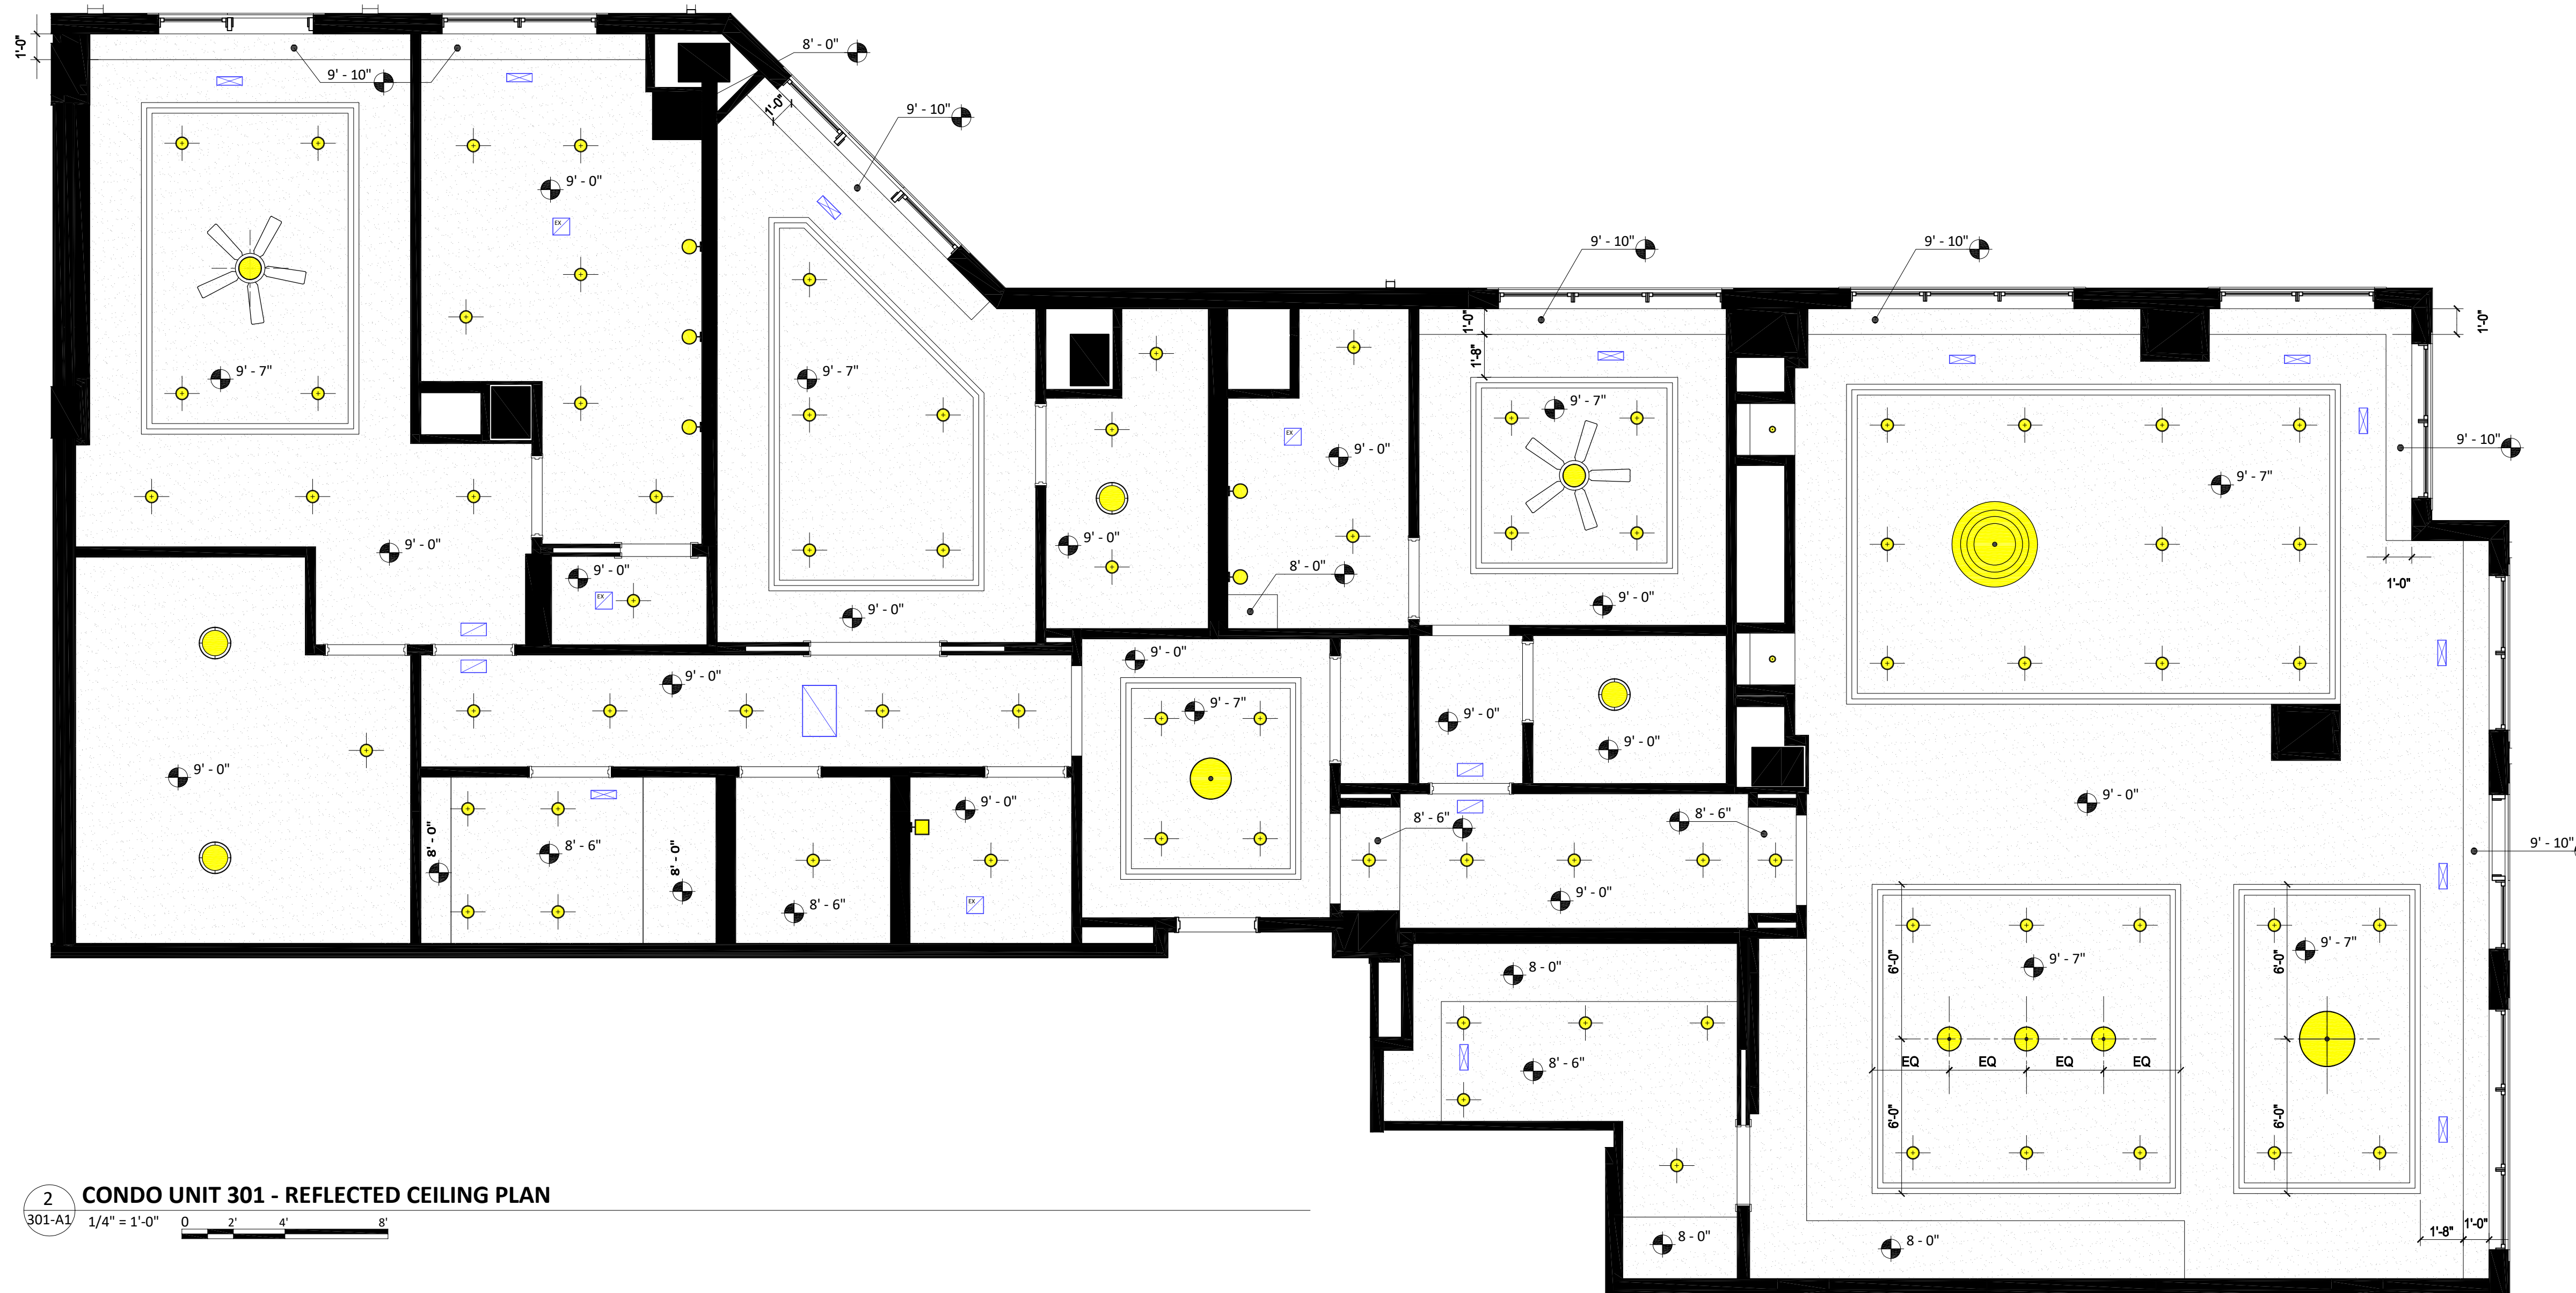 8' - 0"
1'-0"
9' - 10"
1'-0"
9' - 10"
9' - 0"
EX
9' - 10"
9' - 10"
1'-0"
1'-0"
1'-8"
9' - 7"
9' - 7"
9' - 7"
EX
9' - 0"
9' - 10"
9' - 7"
9' - 0"
9' - 0"
9' - 0"
EX
8' - 0"
1'-0"
9' - 0"
9' - 0"
9' - 0"
9' - 0"
9' - 7"
9' - 0"
9' - 0"
9' - 0"
9' - 0"
9' - 0"
8' - 0"
8' - 6"
8' - 0"
8' - 6"
EX
8' - 6"
8' - 6"
9' - 0"
9' - 10"
8 - 0"
6'-0"
9' - 7"
6'-0"
9' - 7"
8' - 6"
EQ
EQ
EQ
EQ
6'-0"
6'-0"
8 - 0"
8 - 0"
1'-8"
1'-0"
2
CONDO UNIT 301 - REFLECTED CEILING PLAN
301-A1
1/4" = 1'-0"
0 2' 4' 8'